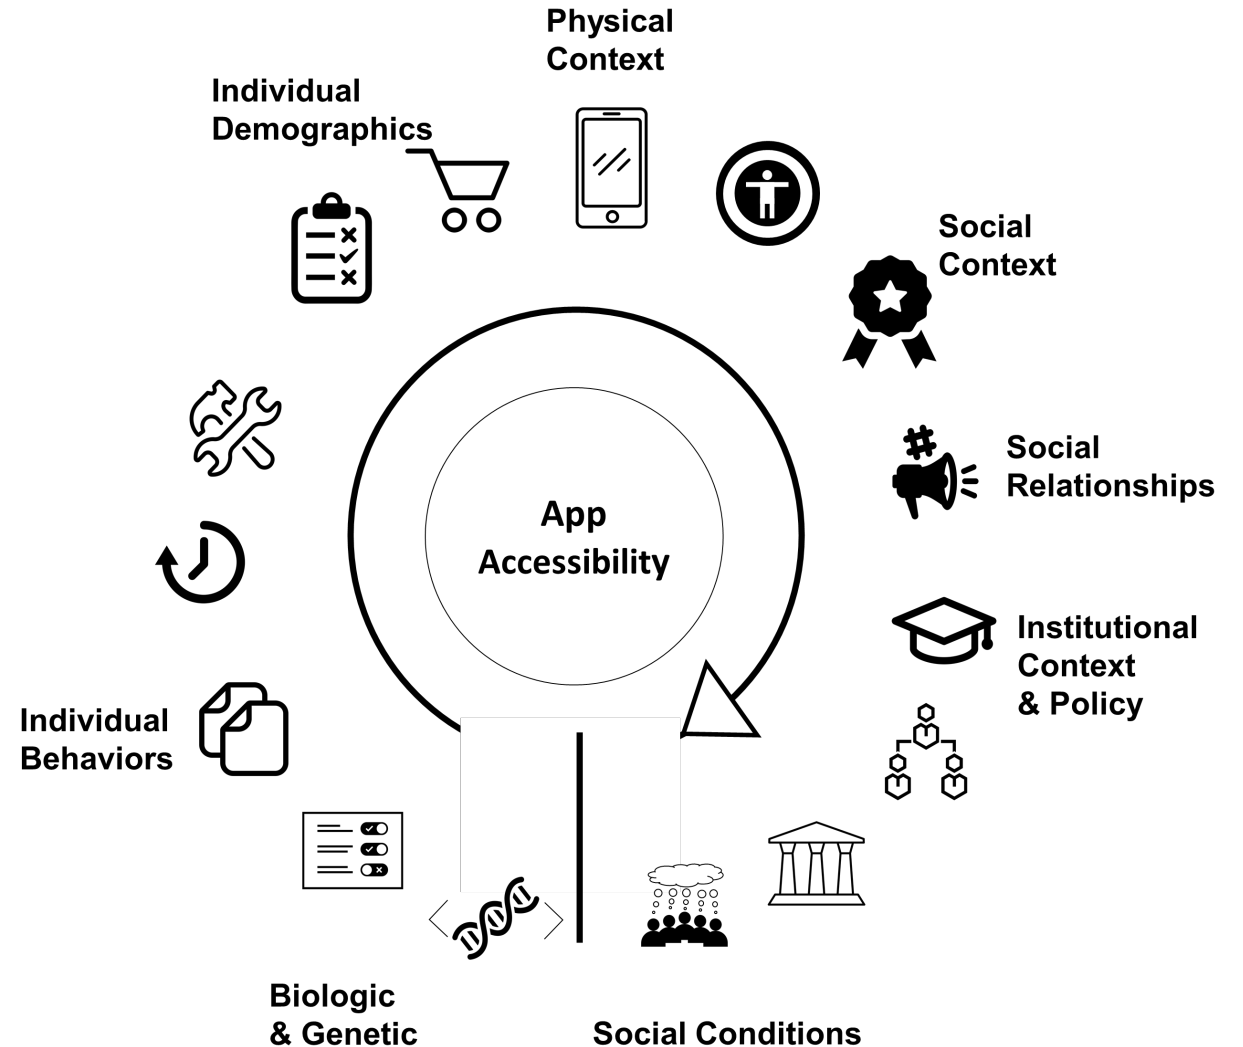 Physical
Context
Individual
Demographics
Social
Context
Social
Relationships
App
Accessibility
Institutional
Context
& Policy
Individual
Behaviors
Biologic
& Genetic
Social Conditions